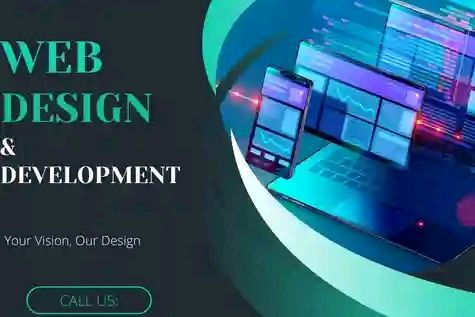 WEB
DESIGN
&
DEVELOPMENT
Your Vision, Our Design
CALL US: